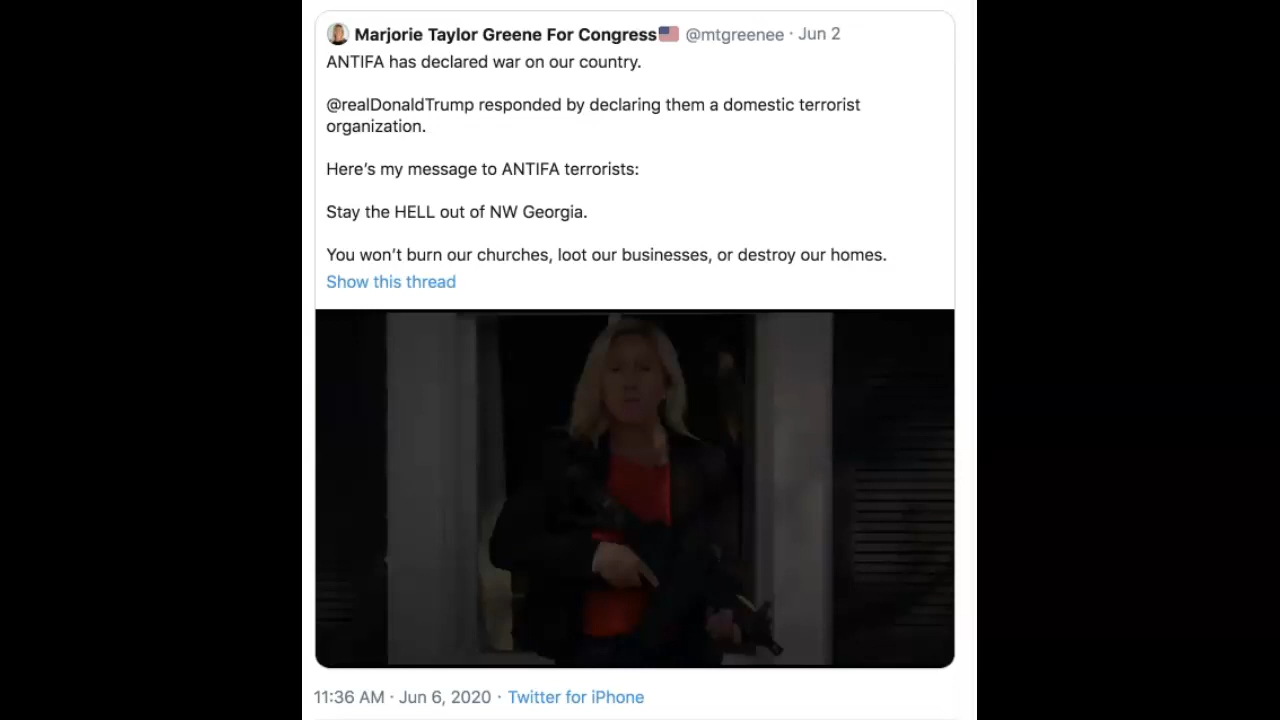 Marjorie Taylor Greene For Congress🇺🇸 @mtgreenee · Jun 2
ANTIFA has declared war on our country.
@realDonaldTrump responded by declaring them a domestic terrorist
organization.
Here’s my message to ANTIFA terrorists:
Stay the HELL out of NW Georgia.
You won’t burn our churches, loot our businesses, or destroy our homes.
Show this thread
11:36 AM · Jun 6, 2020 · Twitter for iPhone